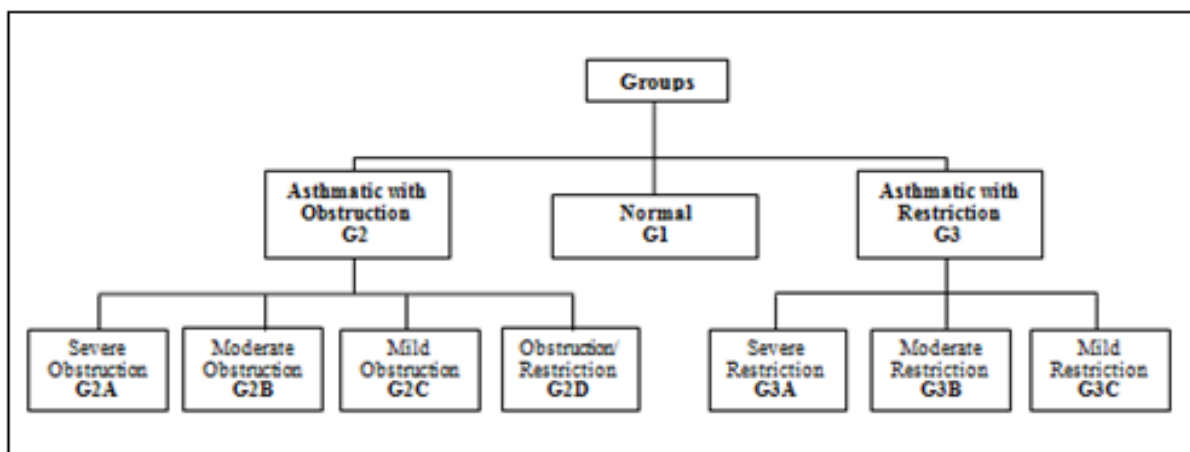 Groups
Asthmatic with
Obstruction
G2
Normal
G1
Asthmatic with
Restriction
G3
Severe
Obstruction
G2A
Moderate
Obstruction
G2B
Mild
Obstruction
G2C
Obstruction/
Restriction
G2D
Severe
Restriction
G3A
Moderate
Restriction
G3B
Mild
Restriction
G3C